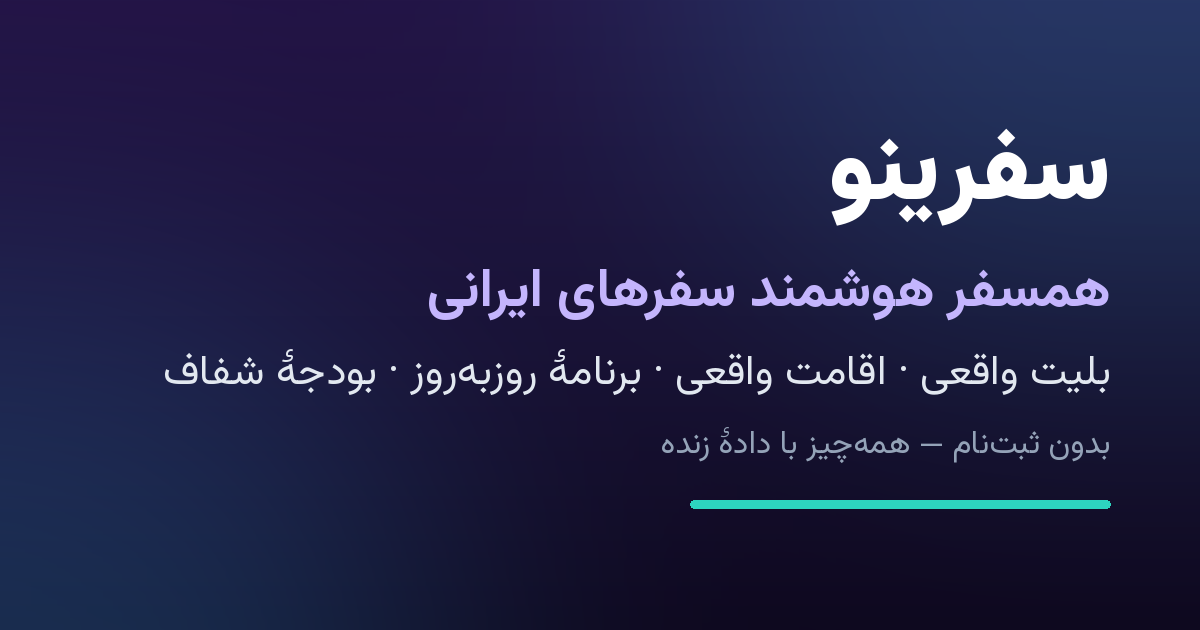 سفرینو
همسفر هوشمند سفرهای ایرانی
بلیت واقعی · اقامت واقعی · برنامهٔ روزبه‌روز · بودجهٔ شفاف
بدون ثبت‌نام — همه‌چیز با دادهٔ زنده